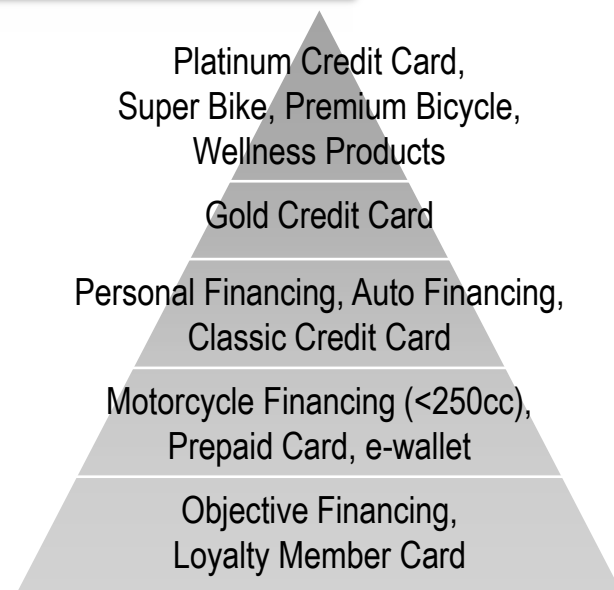 Platinum Credit Card,
Super Bike, Premium Bicycle,
Wellness Products
Gold Credit Card
Personal Financing, Auto Financing,
Classic Credit Card
Motorcycle Financing (<250cc),
Prepaid Card, e-wallet
Objective Financing,
Loyalty Member Card